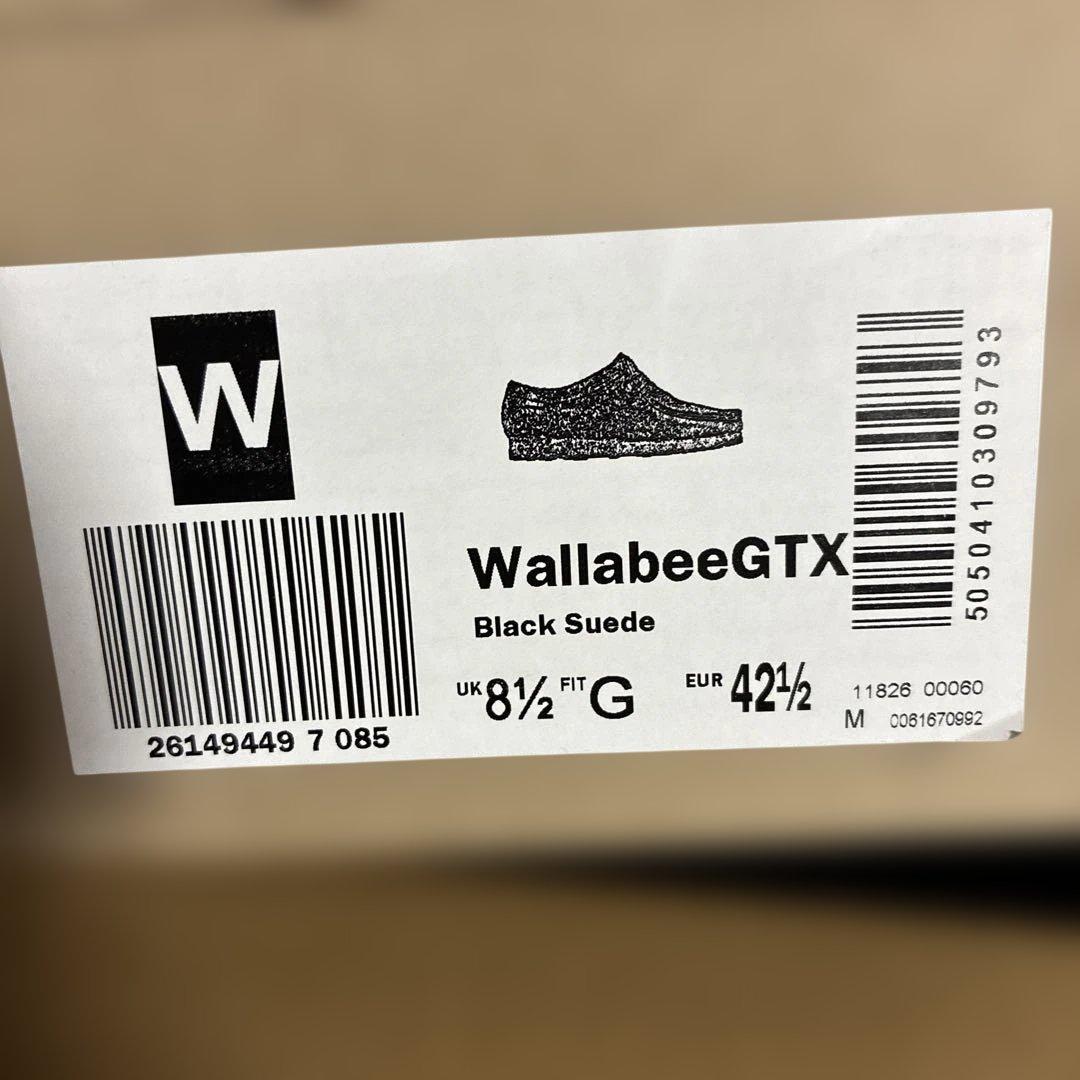 W
WallabeeGTX
Black Suede
UK 8½ FIT G EUR 42½
26149449 7 085
5050410309793
11826 00060
M 0061670992